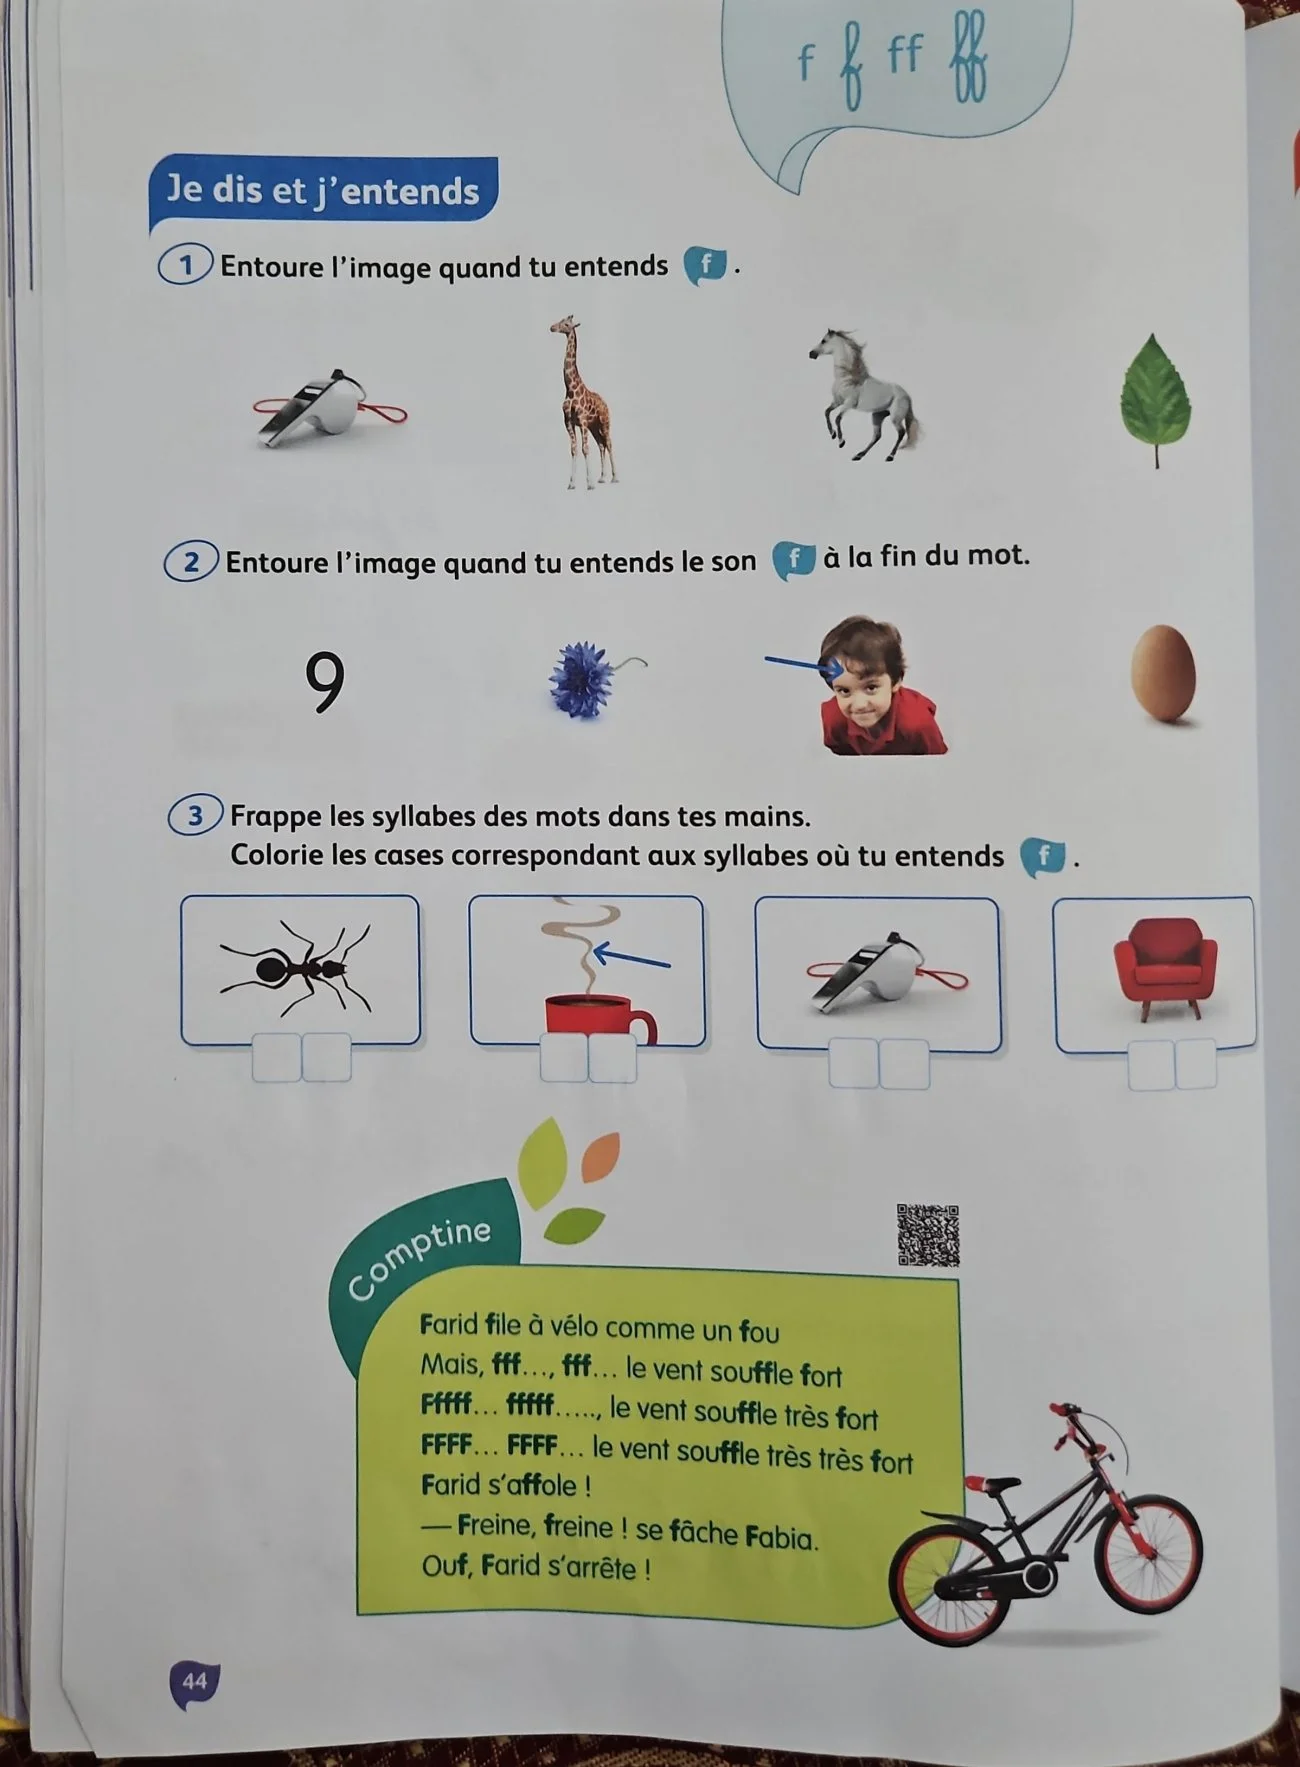 f f ff ff
Je dis et j'entends
1 Entoure l'image quand tu entends f .
2 Entoure l'image quand tu entends le son f à la fin du mot.
9
3 Frappe les syllabes des mots dans tes mains.
Colorie les cases correspondant aux syllabes où tu entends f .
Comptine
Farid file à vélo comme un fou
Mais, fff..., fff... le vent souffle fort
Fffff... fffff....., le vent souffle très fort
FFFF... FFFF... le vent souffle très très fort
Farid s'affole !
— Freine, freine ! se fâche Fabia.
Ouf, Farid s'arrête !
44